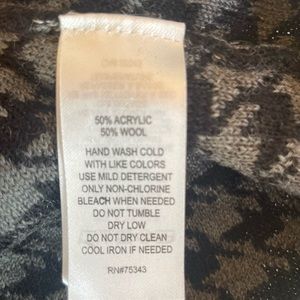 50% ACRYLIC
50% WOOL
HAND WASH COLD
WITH LIKE COLORS
USE MILD DETERGENT
ONLY NON-CHLORINE
BLEACH WHEN NEEDED
DO NOT TUMBLE
DRY LOW
DO NOT DRY CLEAN
COOL IRON IF NEEDED
RN#75343